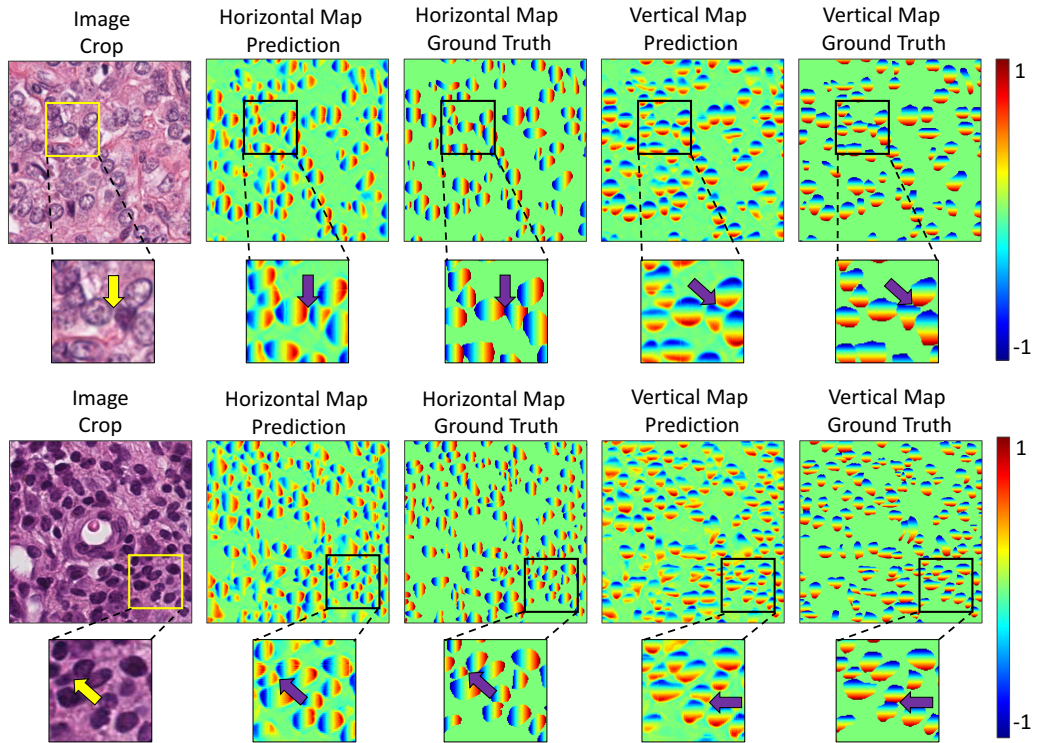 Image
Crop
Horizontal Map
Prediction
Horizontal Map
Ground Truth
Vertical Map
Prediction
Vertical Map
Ground Truth
1
-1
Image
Crop
Horizontal Map
Prediction
Horizontal Map
Ground Truth
Vertical Map
Prediction
Vertical Map
Ground Truth
1
-1